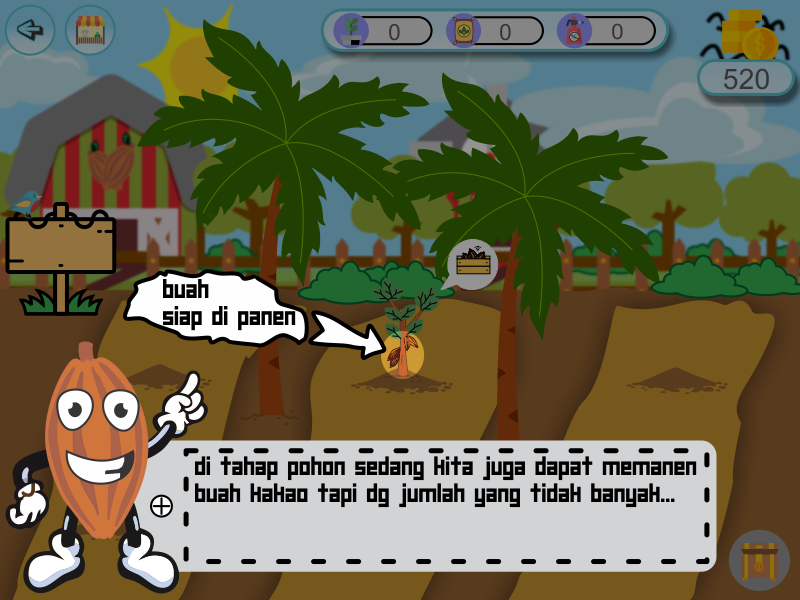 0
0
0
520
buah
siap di panen
di tahap pohon sedang kita juga dapat memanen
buah kakao tapi dg jumlah yang tidak banyak...